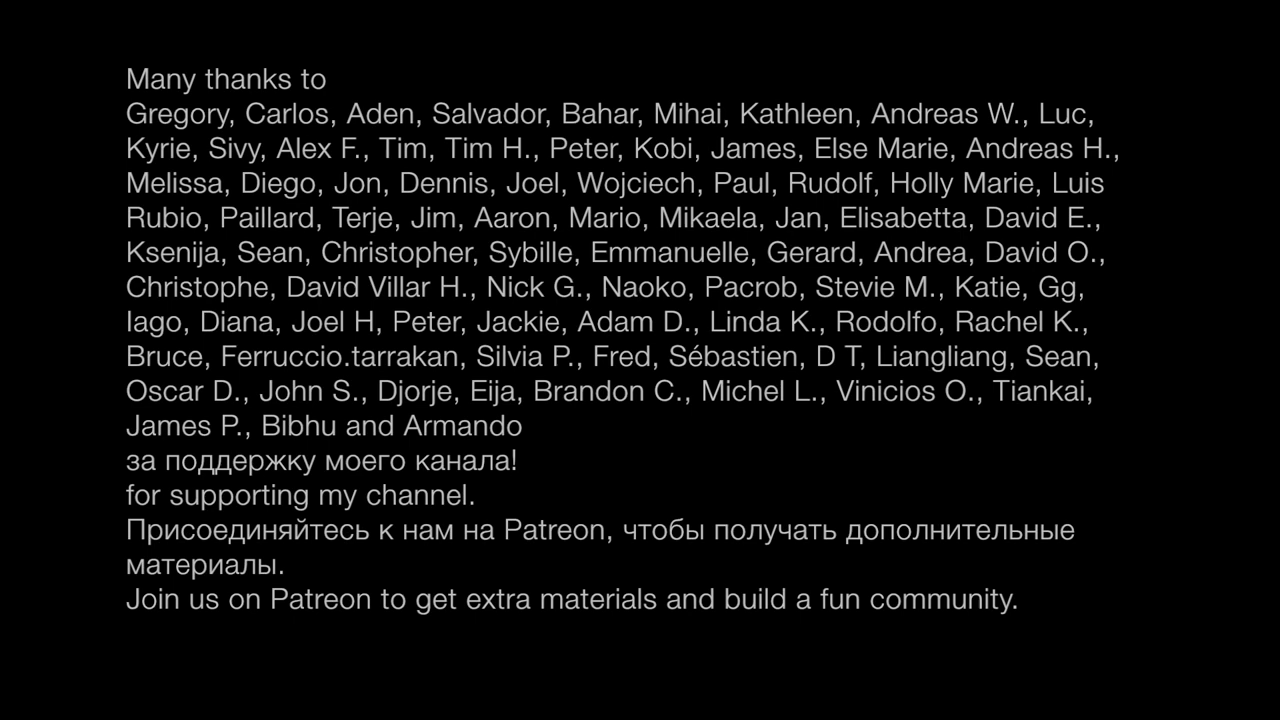 Many thanks to
Gregory, Carlos, Aden, Salvador, Bahar, Mihai, Kathleen, Andreas W., Luc,
Kyrie, Sivy, Alex F., Tim, Tim H., Peter, Kobi, James, Else Marie, Andreas H.,
Melissa, Diego, Jon, Dennis, Joel, Wojciech, Paul, Rudolf, Holly Marie, Luis
Rubio, Paillard, Terje, Jim, Aaron, Mario, Mikaela, Jan, Elisabetta, David E.,
Ksenija, Sean, Christopher, Sybille, Emmanuelle, Gerard, Andrea, David O.,
Christophe, David Villar H., Nick G., Naoko, Pacrob, Stevie M., Katie, Gg,
Iago, Diana, Joel H, Peter, Jackie, Adam D., Linda K., Rodolfo, Rachel K.,
Bruce, Ferruccio.tarrakan, Silvia P., Fred, Sébastien, D T, Liangliang, Sean,
Oscar D., John S., Djorje, Eija, Brandon C., Michel L., Vinicios O., Tiankai,
James P., Bibhu and Armando
за поддержку моего канала!
for supporting my channel.
Присоединяйтесь к нам на Patreon, чтобы получать дополнительные
материалы.
Join us on Patreon to get extra materials and build a fun community.